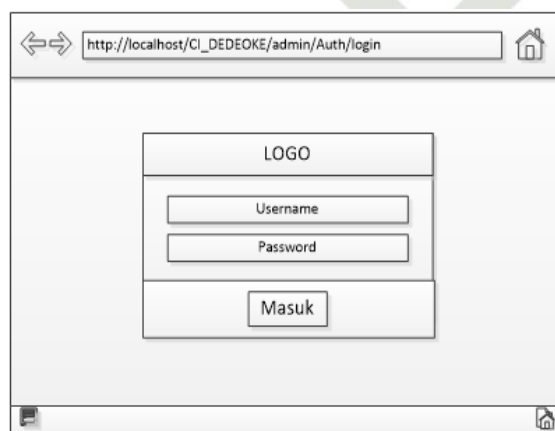 http://localhost/CI_DEDEOKE/admin/Auth/login
LOGO
Username
Password
Masuk